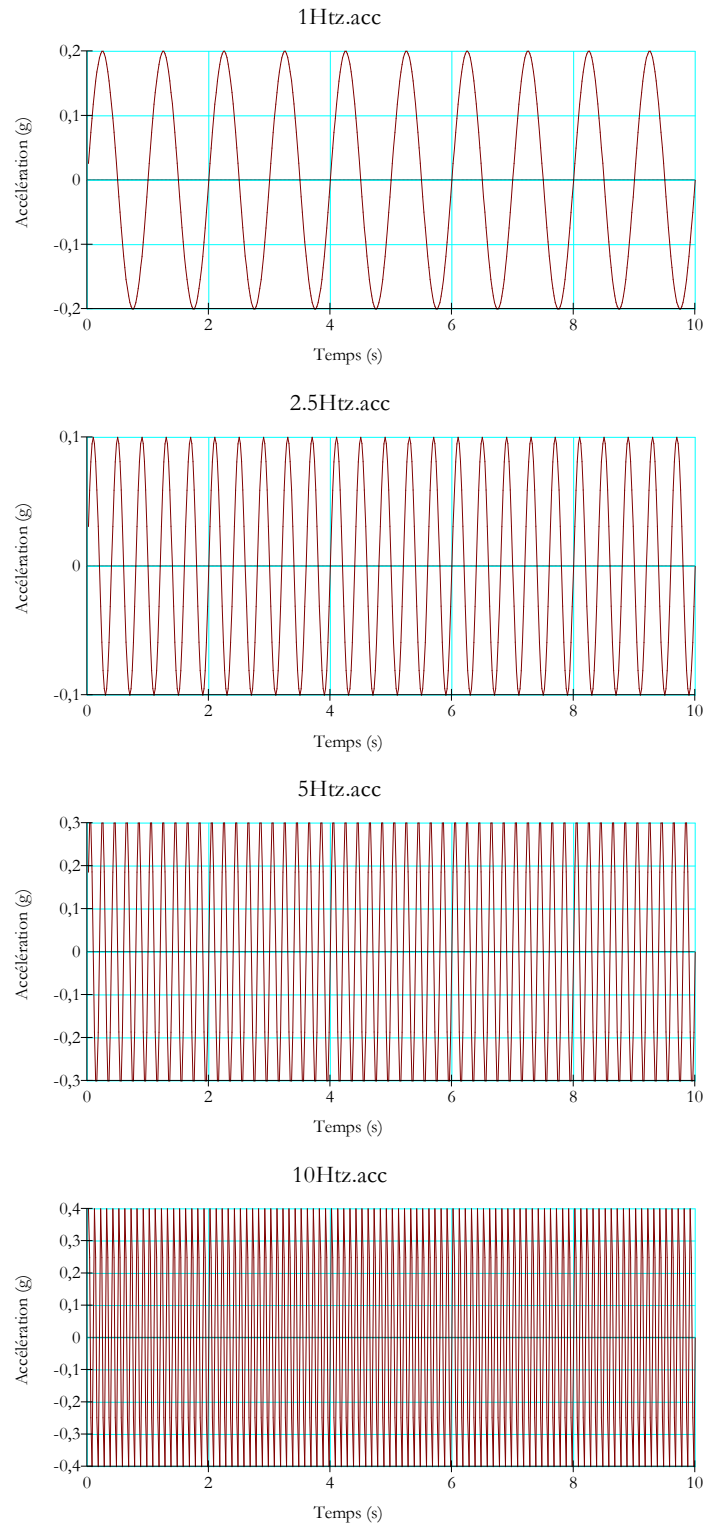 1Htz.acc
0,2
0,1
0
-0,1
-0,2
Accélération (g)
0 2 4 6 8 10
Temps (s)
2.5Htz.acc
0,1
0
-0,1
Accélération (g)
0 2 4 6 8 10
Temps (s)
5Htz.acc
0,3
0,2
0,1
0
-0,1
-0,2
-0,3
Accélération (g)
0 2 4 6 8 10
Temps (s)
10Htz.acc
0,4
0,3
0,2
0,1
0
-0,1
-0,2
-0,3
-0,4
Accélération (g)
0 2 4 6 8 10
Temps (s)